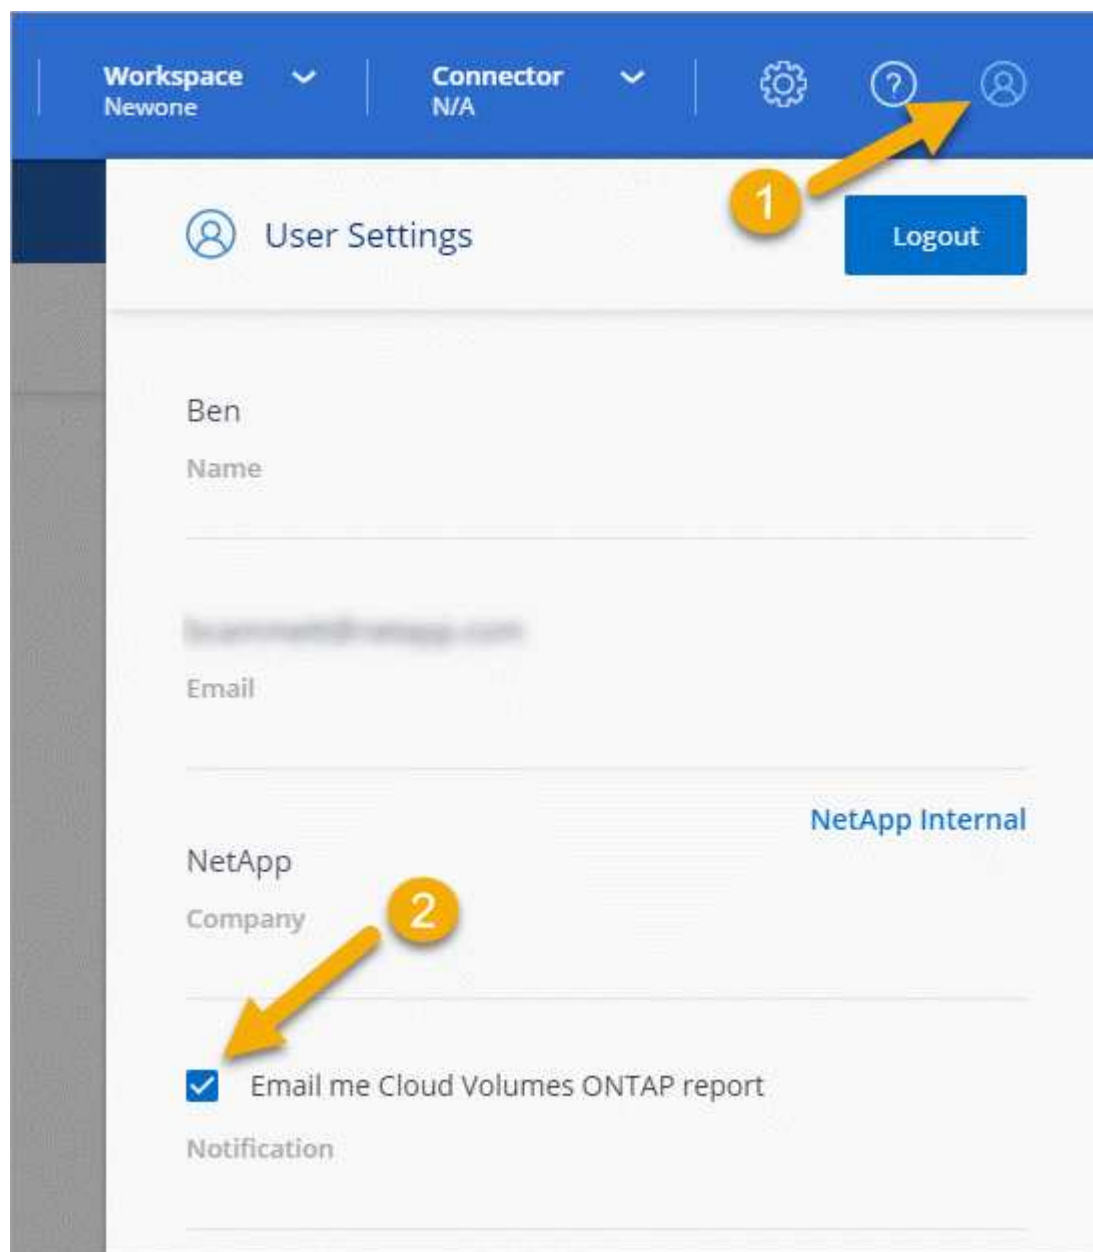 Workspace
Newone
Connector
N/A
?
1
User Settings
Logout
Ben
Name
Email
NetApp Internal
NetApp
Company
2
Email me Cloud Volumes ONTAP report
Notification